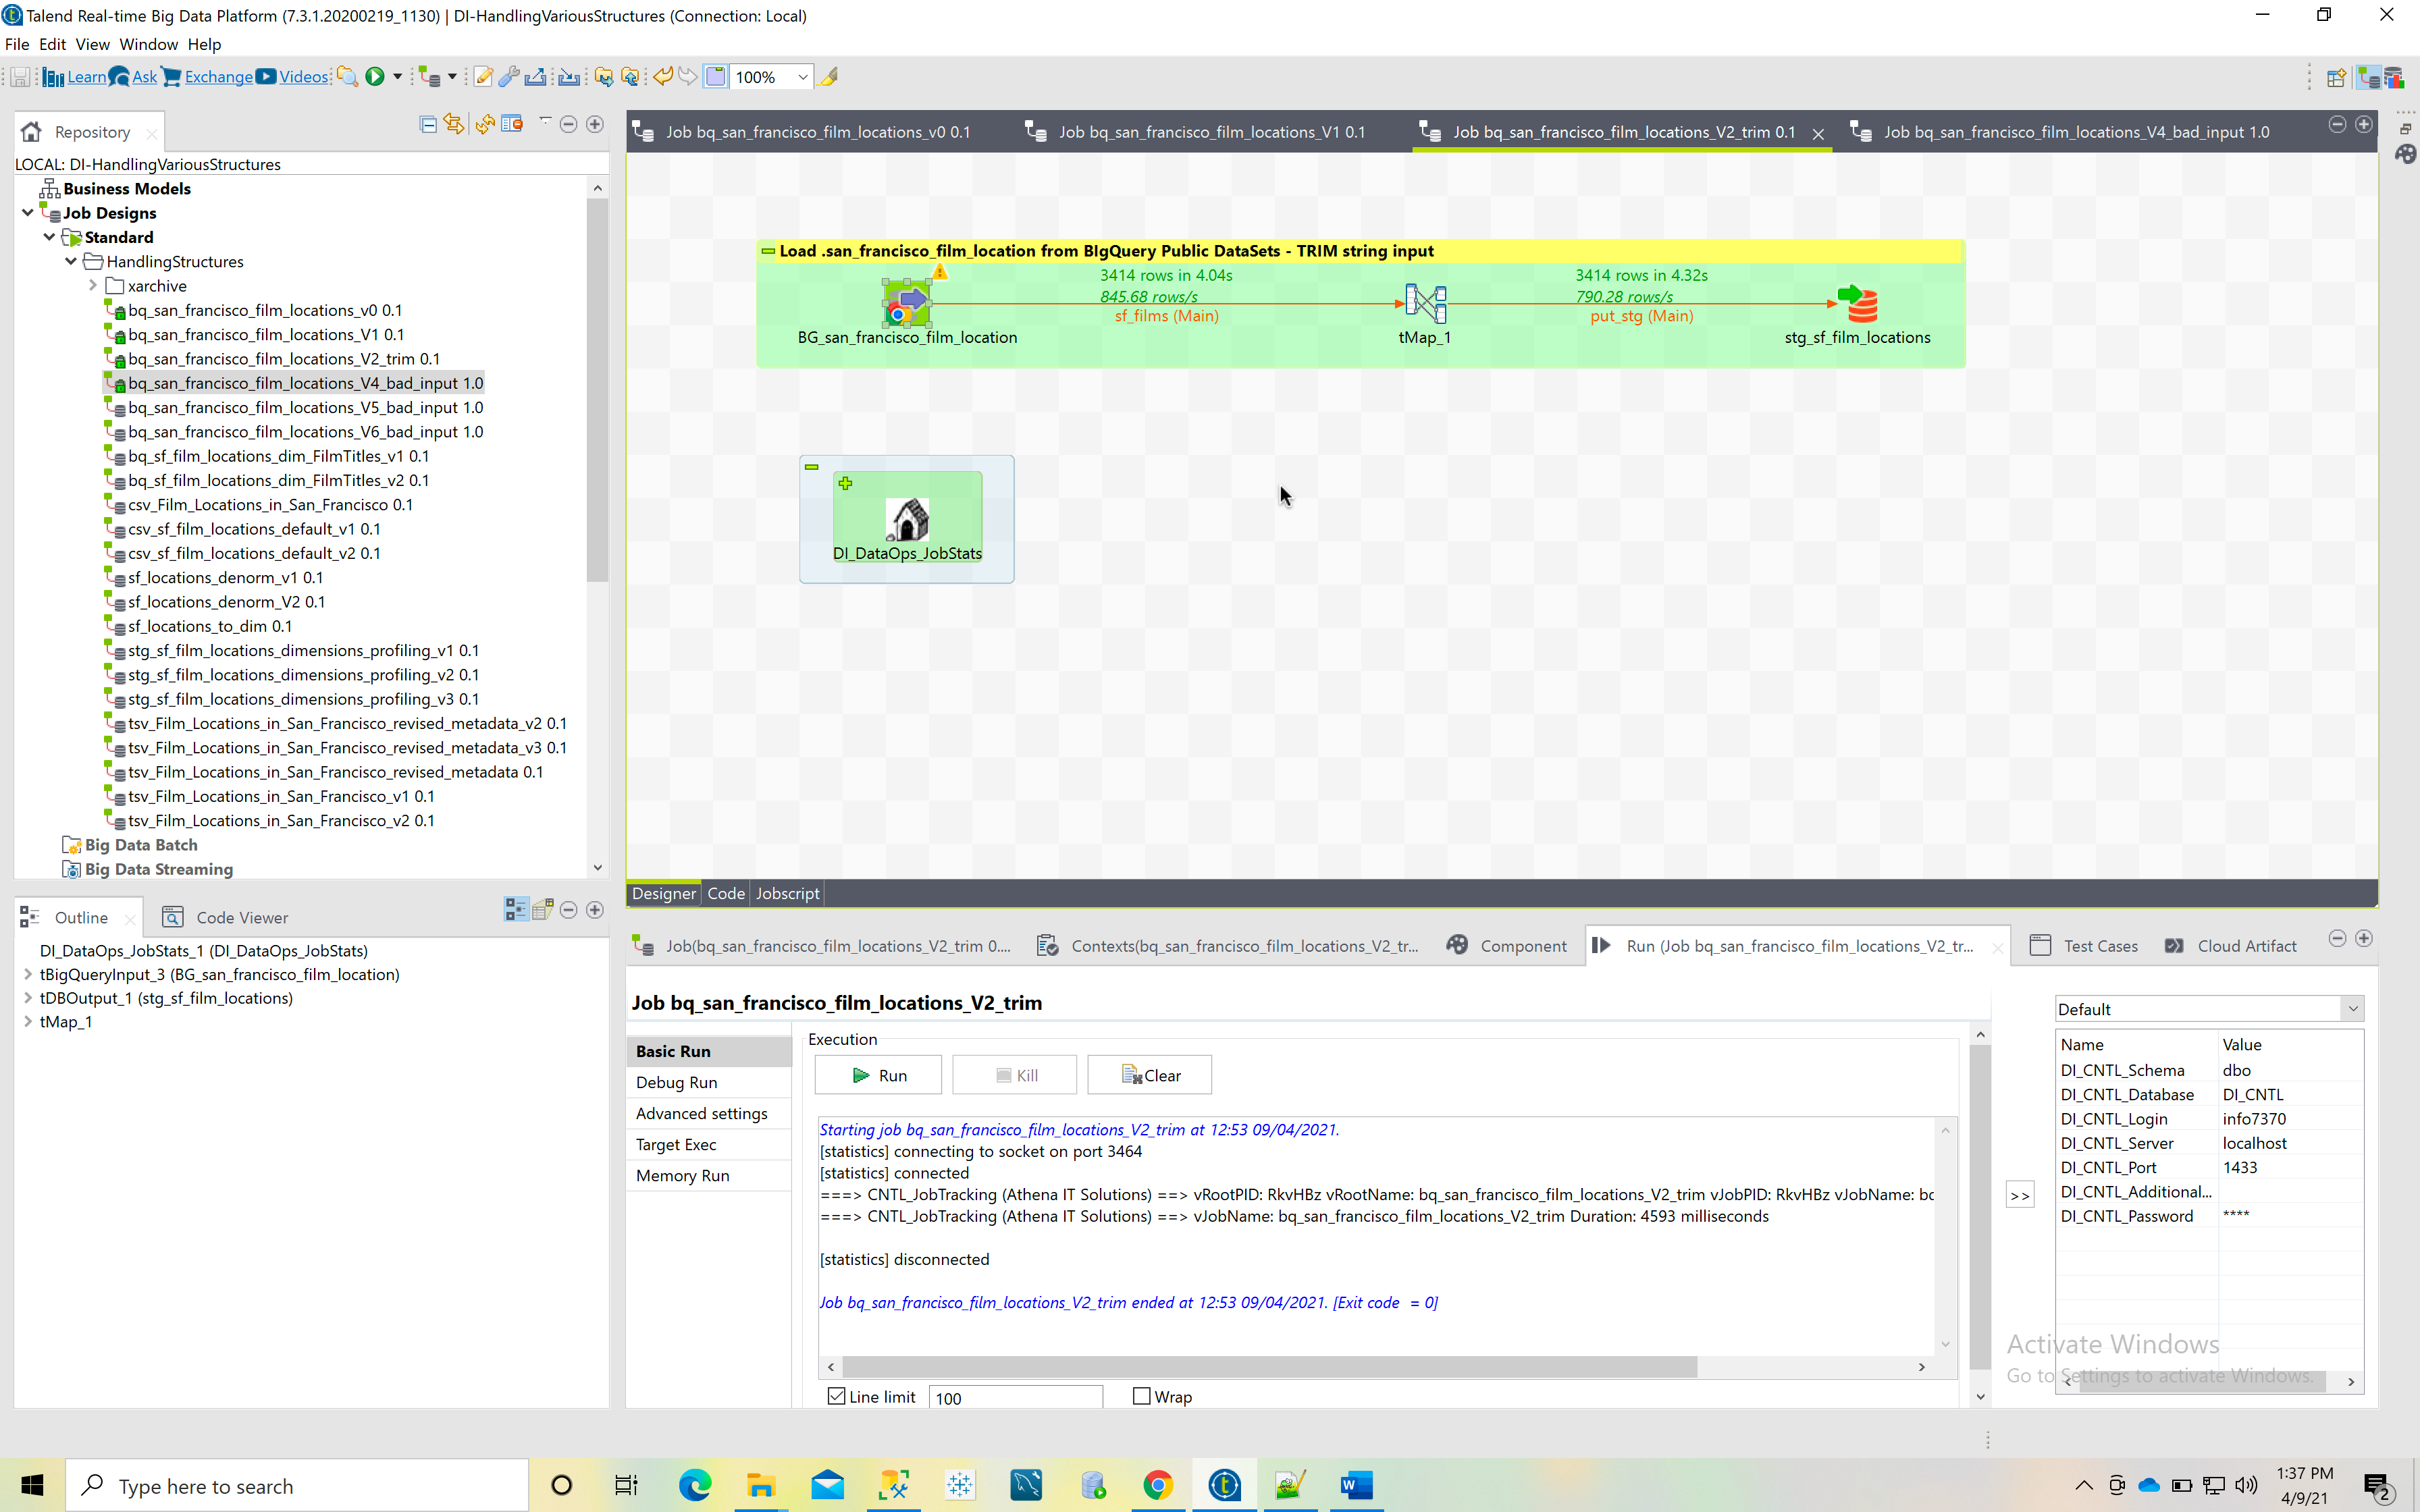 Talend Real-time Big Data Platform (7.3.1.20200219_1130) | DI-HandlingVariousStructures (Connection: Local)
File Edit View Window Help
Learn Ask Exchange Videos 100%
Repository
LOCAL: DI-HandlingVariousStructures
Business Models
Job Designs
Standard
HandlingStructures
xarchive
bq_san_francisco_film_locations_v0 0.1
bq_san_francisco_film_locations_V1 0.1
bq_san_francisco_film_locations_V2_trim 0.1
bq_san_francisco_film_locations_V4_bad_input 1.0
bq_san_francisco_film_locations_V5_bad_input 1.0
bq_san_francisco_film_locations_V6_bad_input 1.0
bq_sf_film_locations_dim_FilmTitles_v1 0.1
bq_sf_film_locations_dim_FilmTitles_v2 0.1
csv_Film_Locations_in_San_Francisco 0.1
csv_sf_film_locations_default_v1 0.1
csv_sf_film_locations_default_v2 0.1
sf_locations_denorm_v1 0.1
sf_locations_denorm_V2 0.1
sf_locations_to_dim 0.1
stg_sf_film_locations_dimensions_profiling_v1 0.1
stg_sf_film_locations_dimensions_profiling_v2 0.1
stg_sf_film_locations_dimensions_profiling_v3 0.1
tsv_Film_Locations_in_San_Francisco_revised_metadata_v2 0.1
tsv_Film_Locations_in_San_Francisco_revised_metadata_v3 0.1
tsv_Film_Locations_in_San_Francisco_revised_metadata 0.1
tsv_Film_Locations_in_San_Francisco_v1 0.1
tsv_Film_Locations_in_San_Francisco_v2 0.1
Big Data Batch
Big Data Streaming
Outline Code Viewer
DI_DataOps_JobStats_1 (DI_DataOps_JobStats)
tBigQueryInput_3 (BG_san_francisco_film_location)
tDBOutput_1 (stg_sf_film_locations)
tMap_1
Job bq_san_francisco_film_locations_v0 0.1 Job bq_san_francisco_film_locations_V1 0.1 Job bq_san_francisco_film_locations_V2_trim 0.1 Job bq_san_francisco_film_locations_V4_bad_input 1.0
Load .san_francisco_film_location from BIgQuery Public DataSets - TRIM string input
3414 rows in 4.04s 3414 rows in 4.32s
845.68 rows/s 790.28 rows/s
sf_films (Main) put_stg (Main)
BG_san_francisco_film_location tMap_1 stg_sf_film_locations
DI_DataOps_JobStats
Designer Code Jobscript
Job(bq_san_francisco_film_locations_V2_trim 0.... Contexts(bq_san_francisco_film_locations_V2_tr... Component Run (Job bq_san_francisco_film_locations_V2_tr... Test Cases Cloud Artifact
Job bq_san_francisco_film_locations_V2_trim
Basic Run
Debug Run
Advanced settings
Target Exec
Memory Run
Execution
Run Kill Clear
Starting job bq_san_francisco_film_locations_V2_trim at 12:53 09/04/2021.
[statistics] connecting to socket on port 3464
[statistics] connected
===> CNTL_JobTracking (Athena IT Solutions) ==> vRootPID: RkvHBz vRootName: bq_san_francisco_film_locations_V2_trim vJobPID: RkvHBz vJobName: bc
===> CNTL_JobTracking (Athena IT Solutions) ==> vJobName: bq_san_francisco_film_locations_V2_trim Duration: 4593 milliseconds
[statistics] disconnected
Job bq_san_francisco_film_locations_V2_trim ended at 12:53 09/04/2021. [Exit code = 0]
Line limit 100 Wrap
>>
Default
Name Value
DI_CNTL_Schema dbo
DI_CNTL_Database DI_CNTL
DI_CNTL_Login info7370
DI_CNTL_Server localhost
DI_CNTL_Port 1433
DI_CNTL_Additional...
DI_CNTL_Password ****
Activate Windows
Go to Settings to activate Windows.
Type here to search
1:37 PM
4/9/21
2